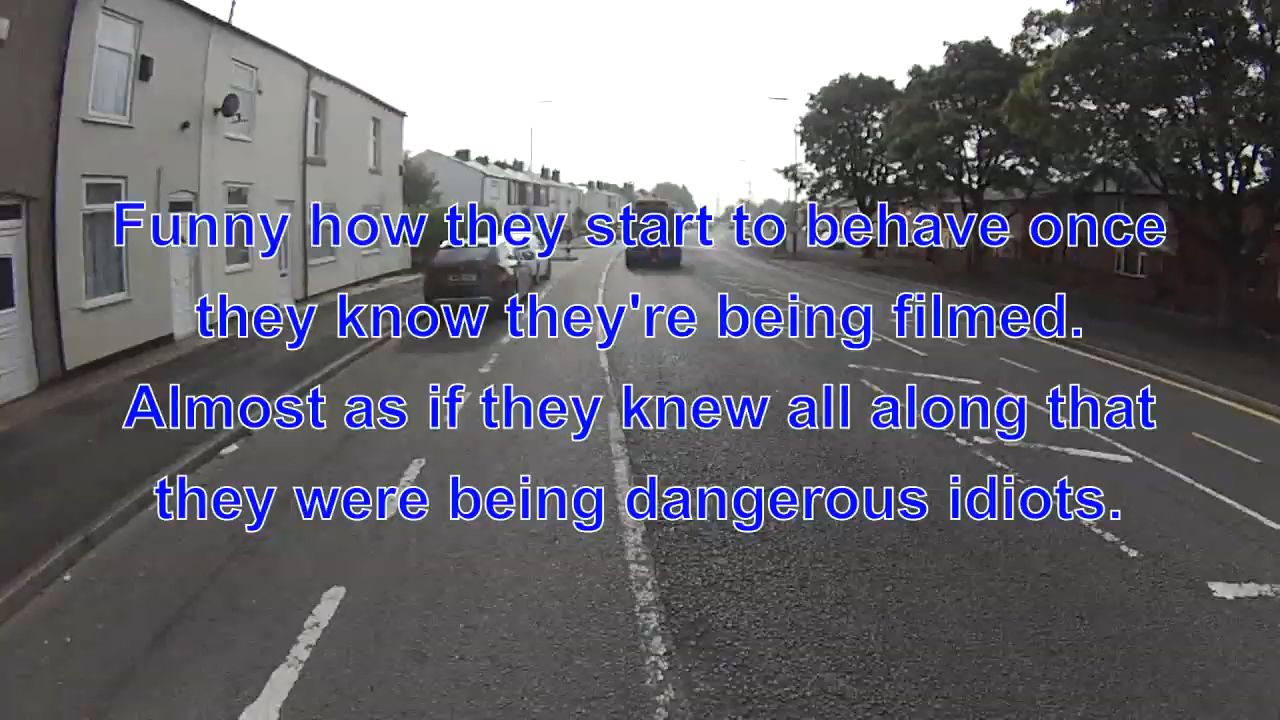 Funny how they start to behave once
they know they're being filmed.
Almost as if they knew all along that
they were being dangerous idiots.